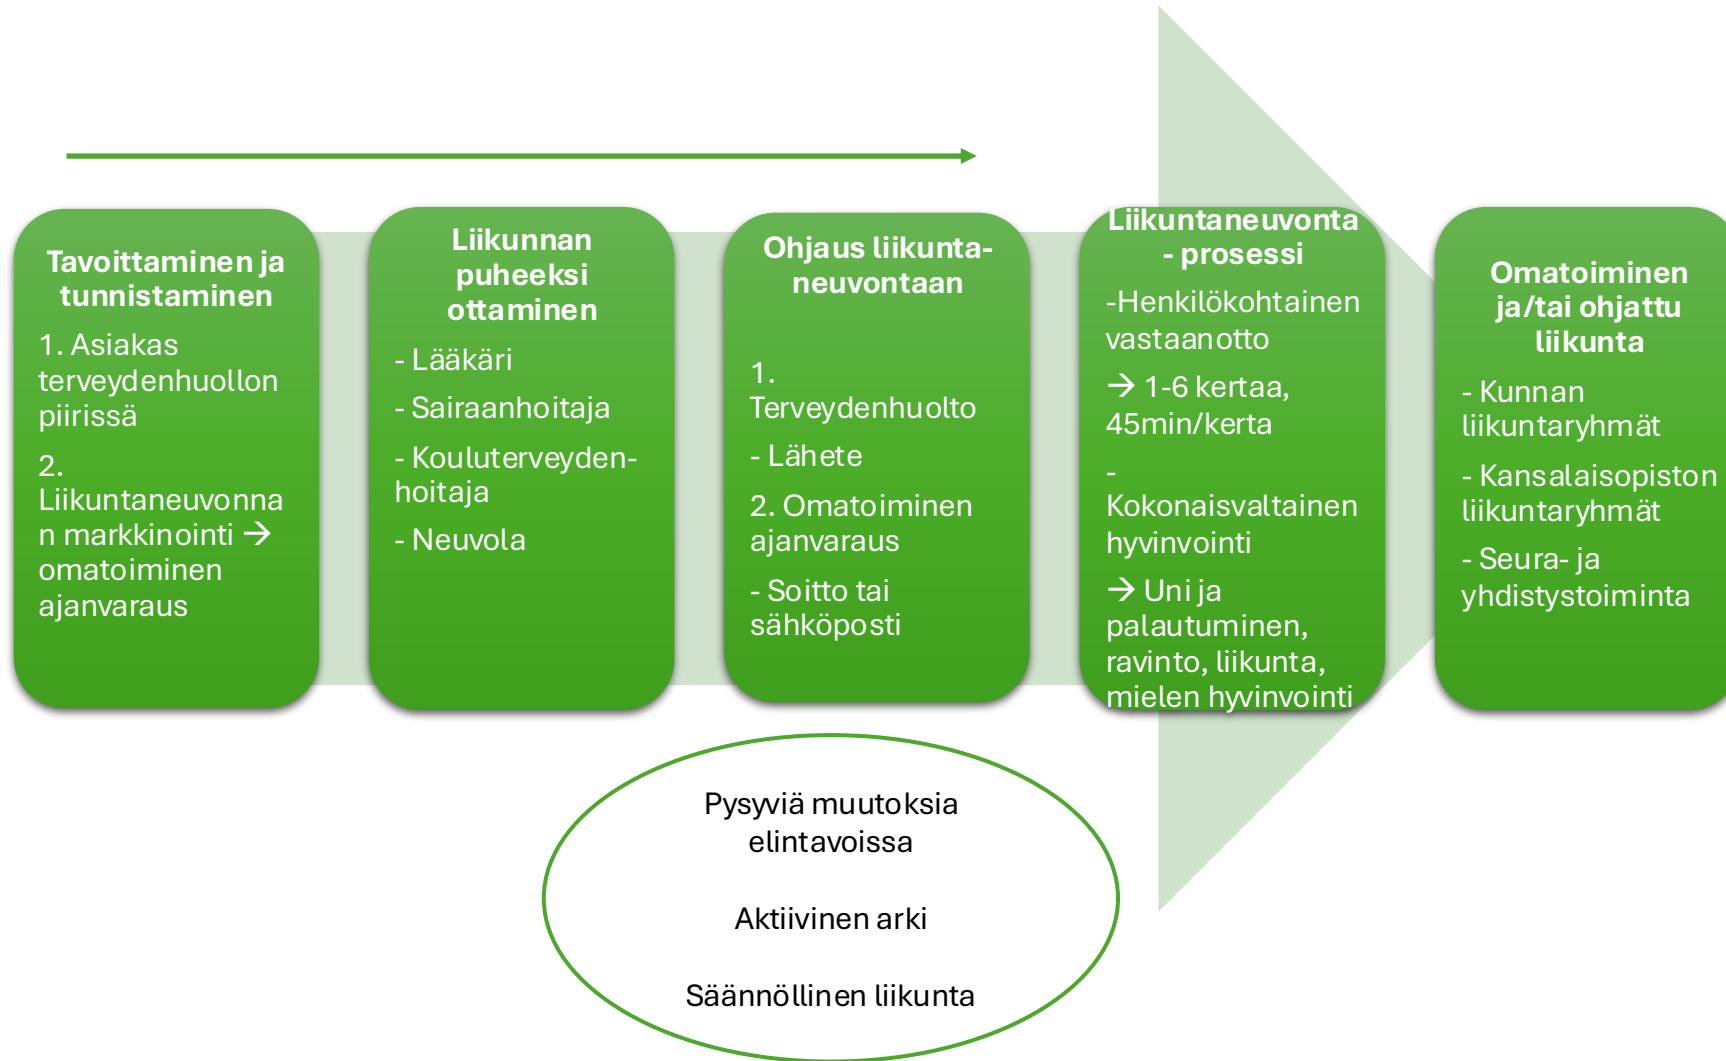 Tavoittaminen ja
tunnistaminen
1. Asiakas
terveydenhuollon
piirissä
2.
Liikuntaneuvonna
n markkinointi →
omatoiminen
ajanvaraus
Liikunnan
puheeksi
ottaminen
- Lääkäri
- Sairaanhoitaja
- Kouluterveyden-
hoitaja
- Neuvola
Ohjaus liikunta-
neuvontaan
1.
Terveydenhuolto
- Lähete
2. Omatoiminen
ajanvaraus
- Soitto tai
sähköposti
Liikuntaneuvonta
- prosessi
-Henkilökohtainen
vastaanotto
→ 1-6 kertaa,
45min/kerta
-
Kokonaisvaltainen
hyvinvointi
→ Uni ja
palautuminen,
ravinto, liikunta,
mielen hyvinvointi
Omatoiminen
ja/tai ohjattu
liikunta
- Kunnan
liikuntaryhmät
- Kansalaisopiston
liikuntaryhmät
- Seura- ja
yhdistystoiminta
Pysyviä muutoksia
elintavoissa
Aktiivinen arki
Säännöllinen liikunta